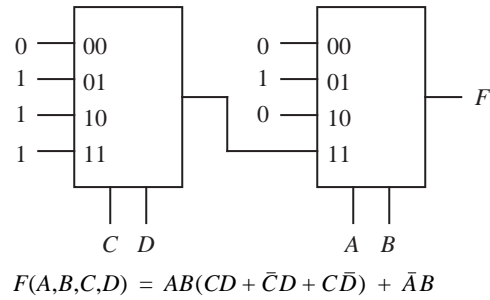 0 00 0 00
1 01 1 01
1 10 0 10
1 11 11
F
C D A B
F(A,B,C,D) = AB(CD + C̄D + CD̄) + ĀB